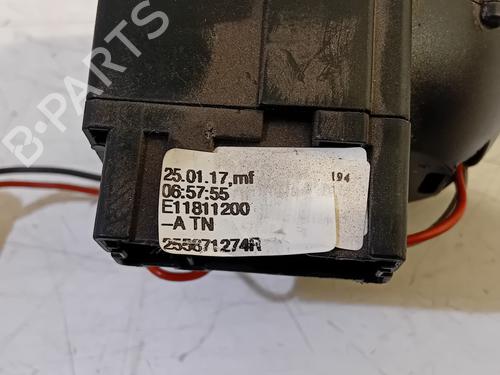 B-PARTS
25.01.17,mf 194
06:57:55
E11811200
-A TN
255671274R